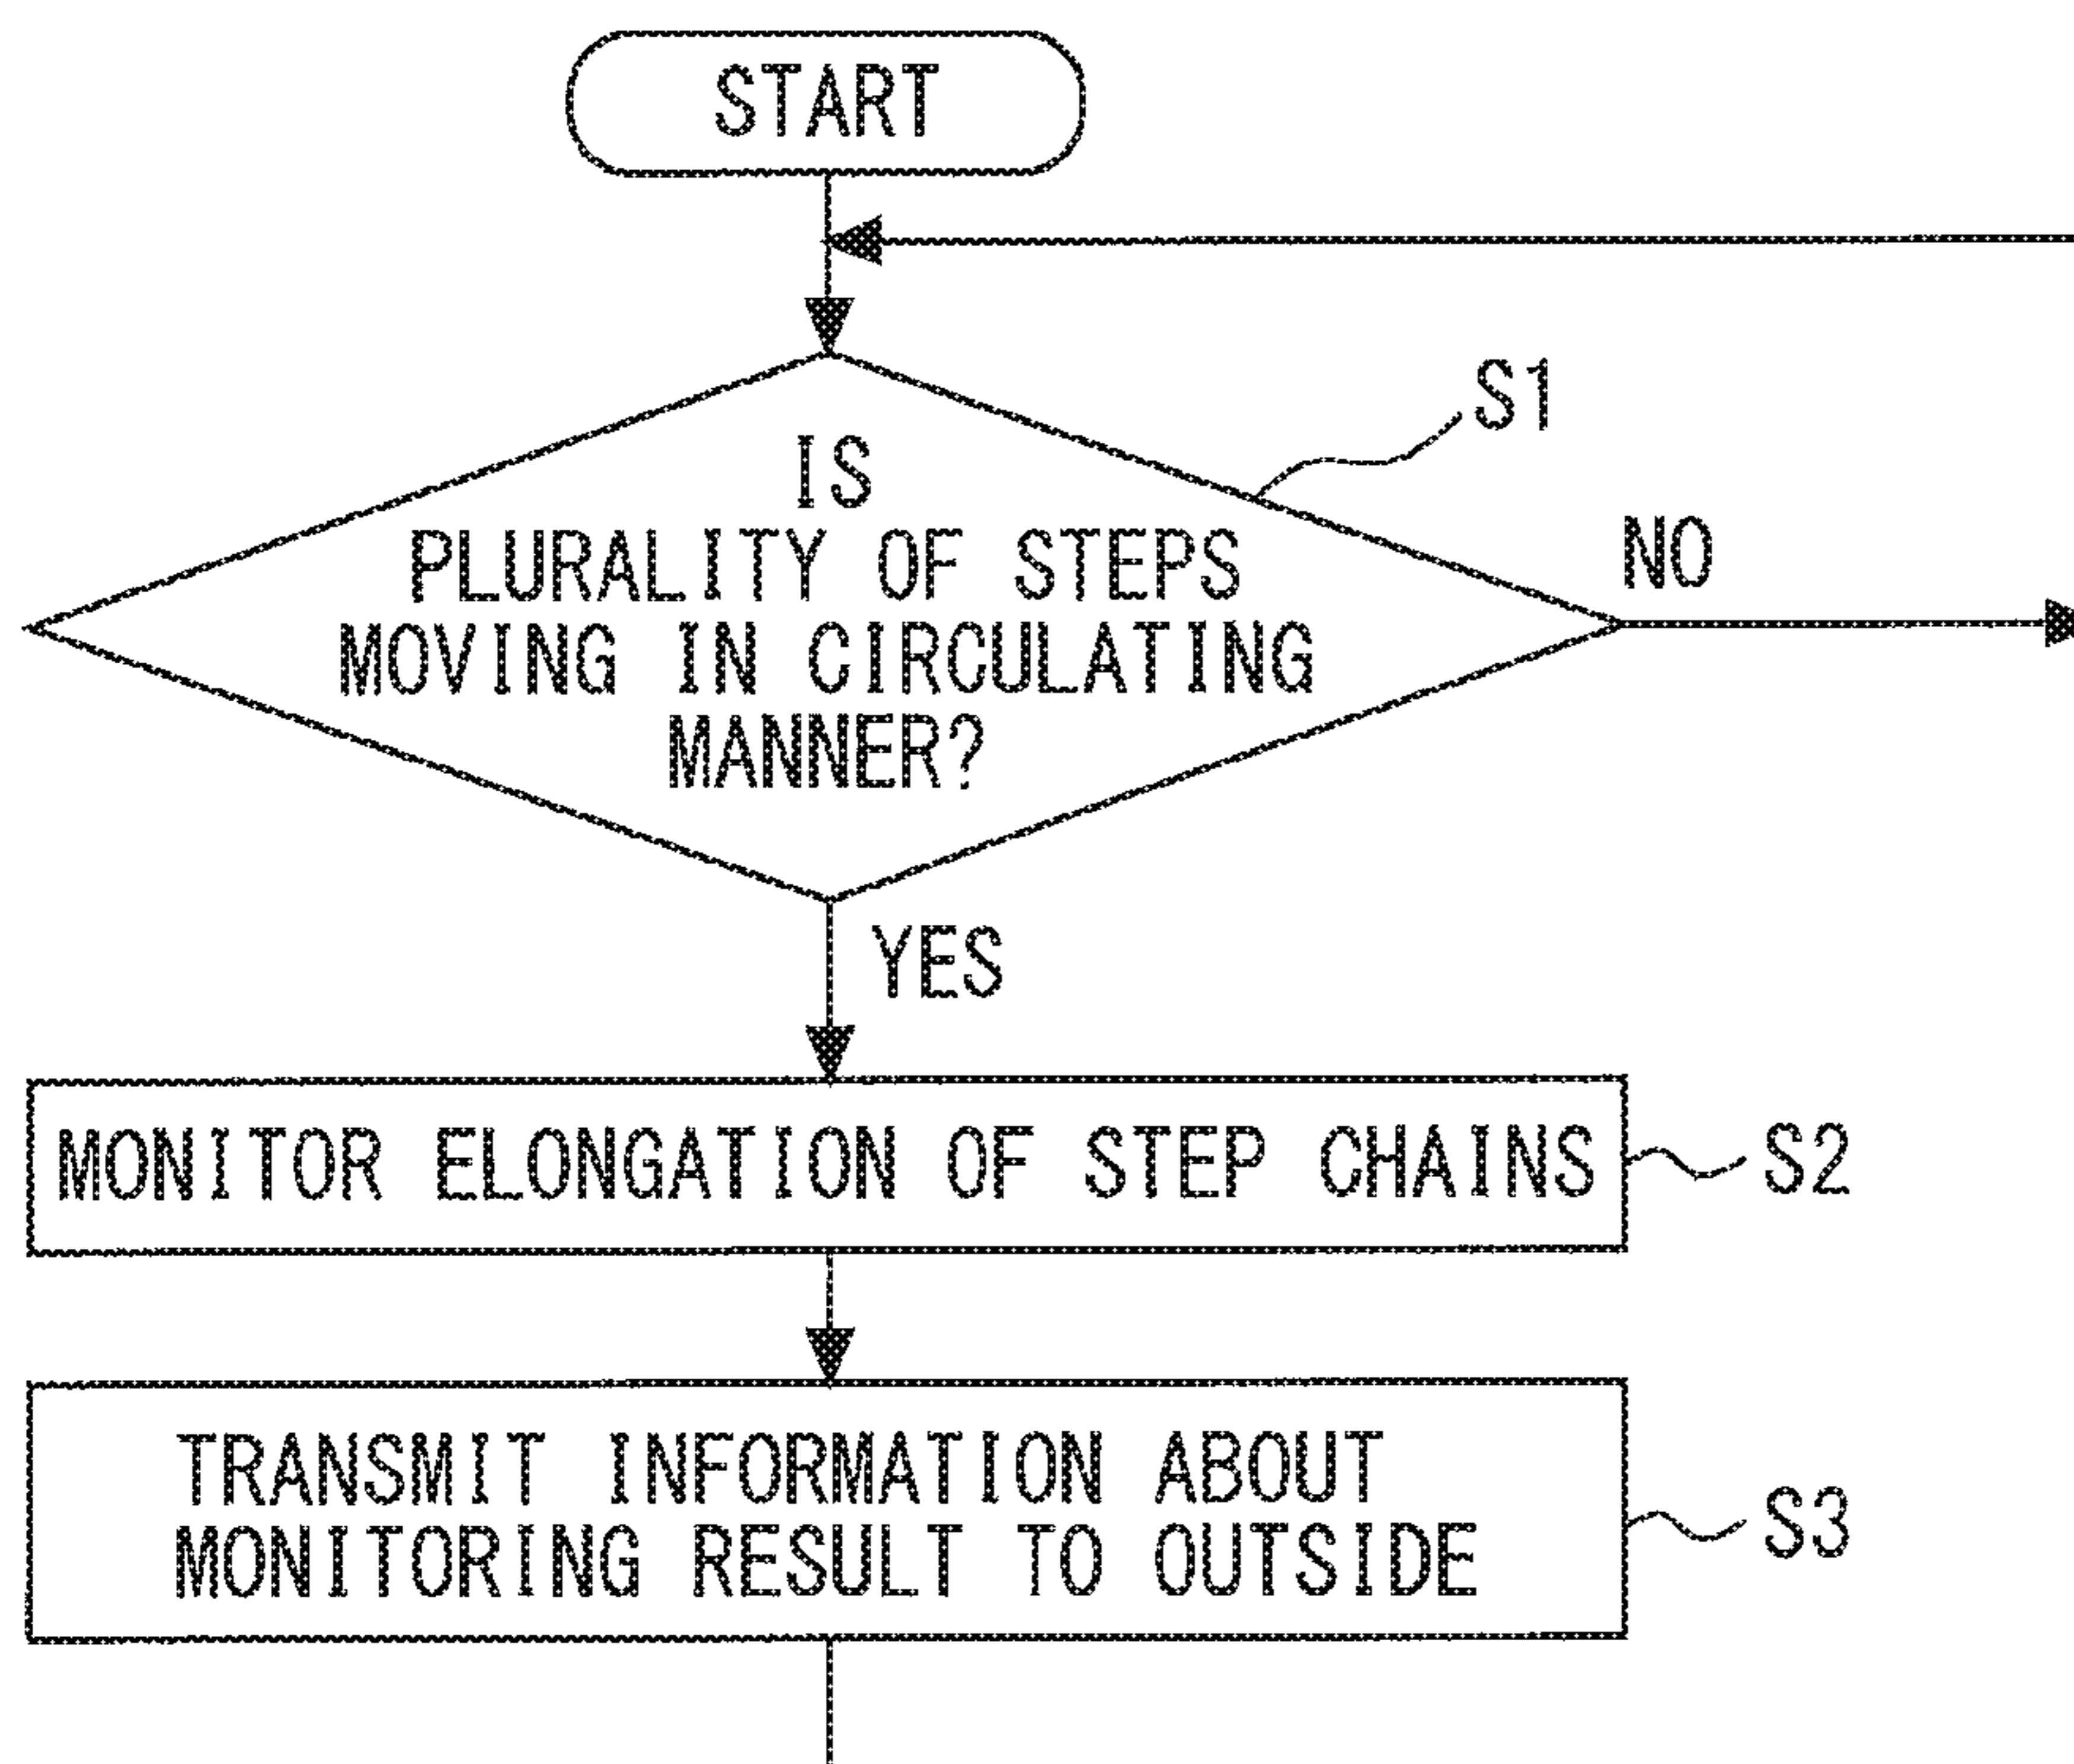 START
S1
IS
PLURALITY OF STEPS
MOVING IN CIRCULATING
MANNER?
NO
YES
MONITOR ELONGATION OF STEP CHAINS
S2
TRANSMIT INFORMATION ABOUT
MONITORING RESULT TO OUTSIDE
S3